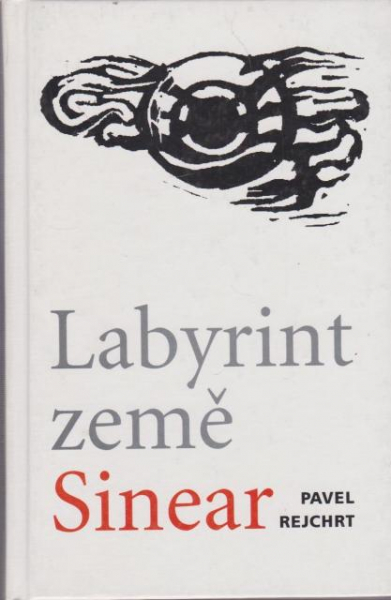 Labyrint
země
Sinear
PAVEL
REJCHRT